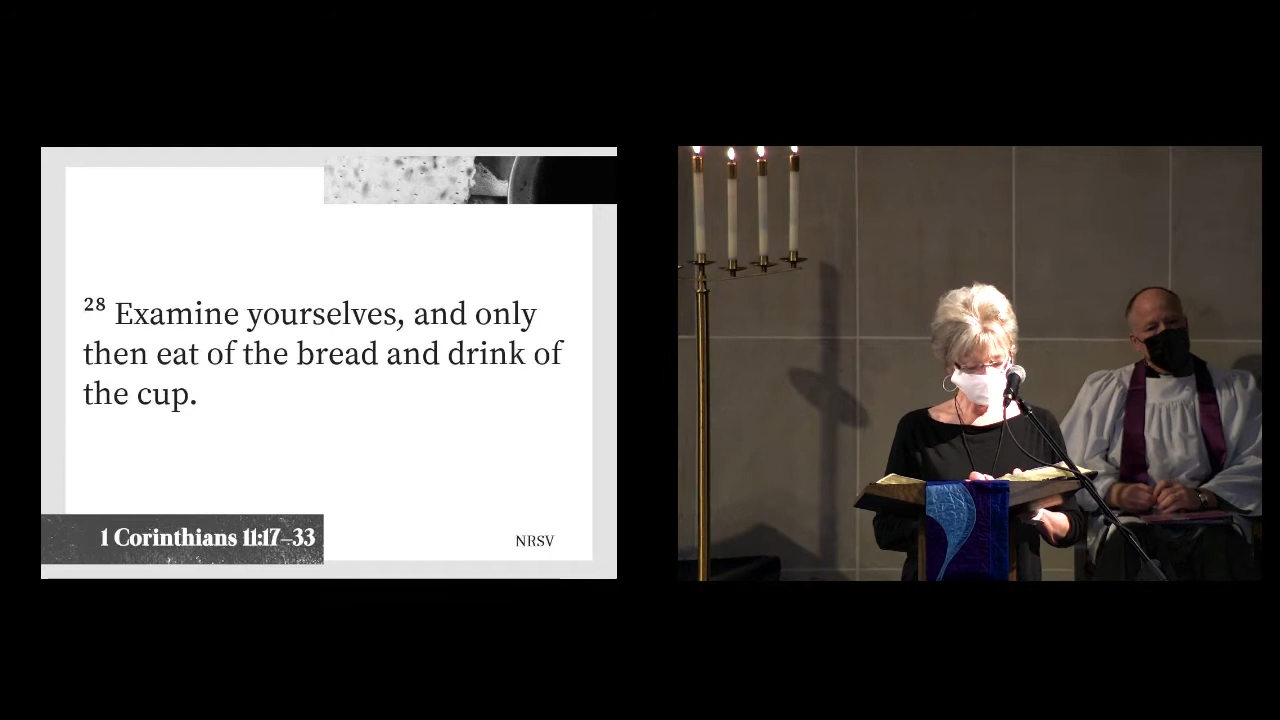 28 Examine yourselves, and only
then eat of the bread and drink of
the cup.
1 Corinthians 11:17–33
NRSV